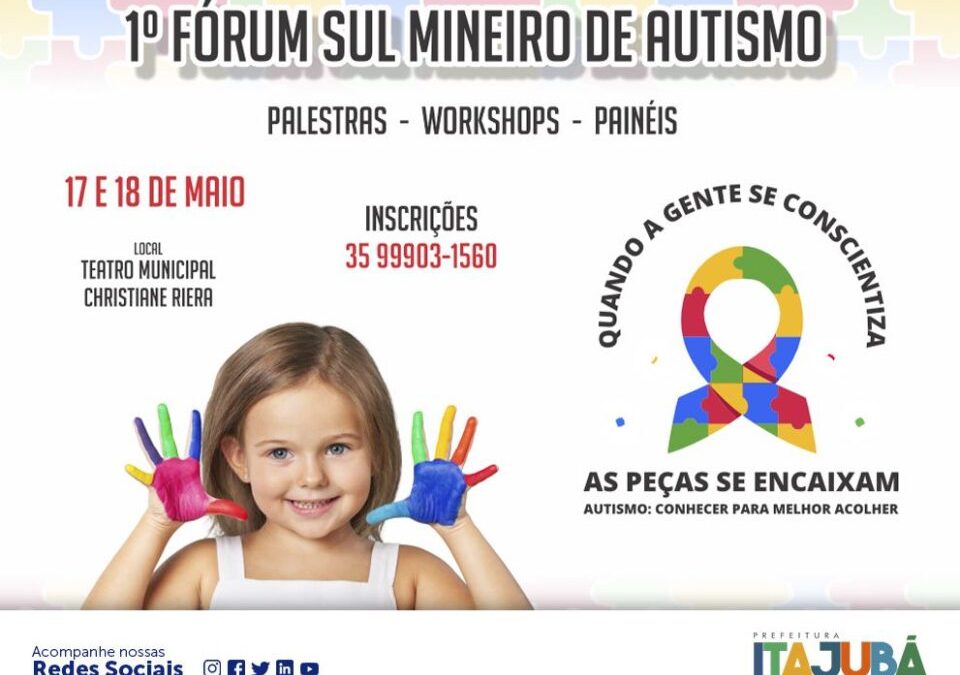 1º FÓRUM SUL MINEIRO DE AUTISMO
PALESTRAS - WORKSHOPS - PAINÉIS
17 E 18 DE MAIO
LOCAL
TEATRO MUNICIPAL
CHRISTIANE RIERA
INSCRIÇÕES
35 99903-1560
QUANDO A GENTE SE CONSCIENTIZA
AS PEÇAS SE ENCAIXAM
AUTISMO: CONHECER PARA MELHOR ACOLHER
Acompanhe nossas
Redes Sociais
PREFEITURA
ITAJUBÁ